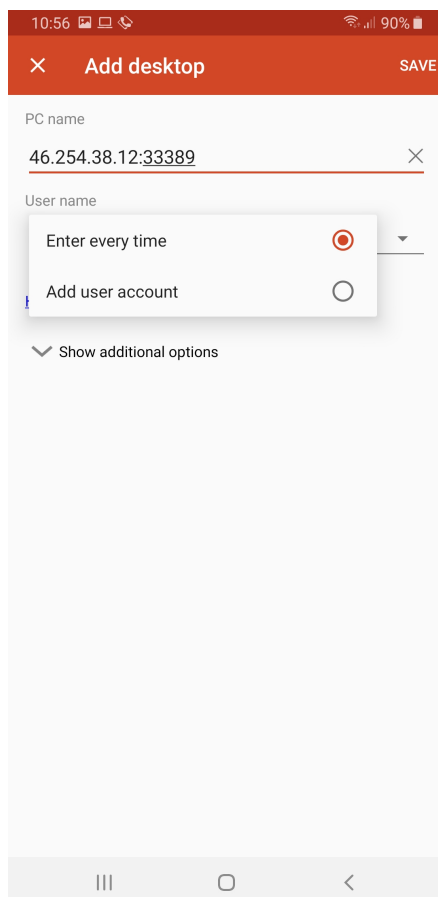 10:56 90%
Add desktop SAVE
PC name
46.254.38.12:33389
User name
Enter every time
Add user account
Show additional options